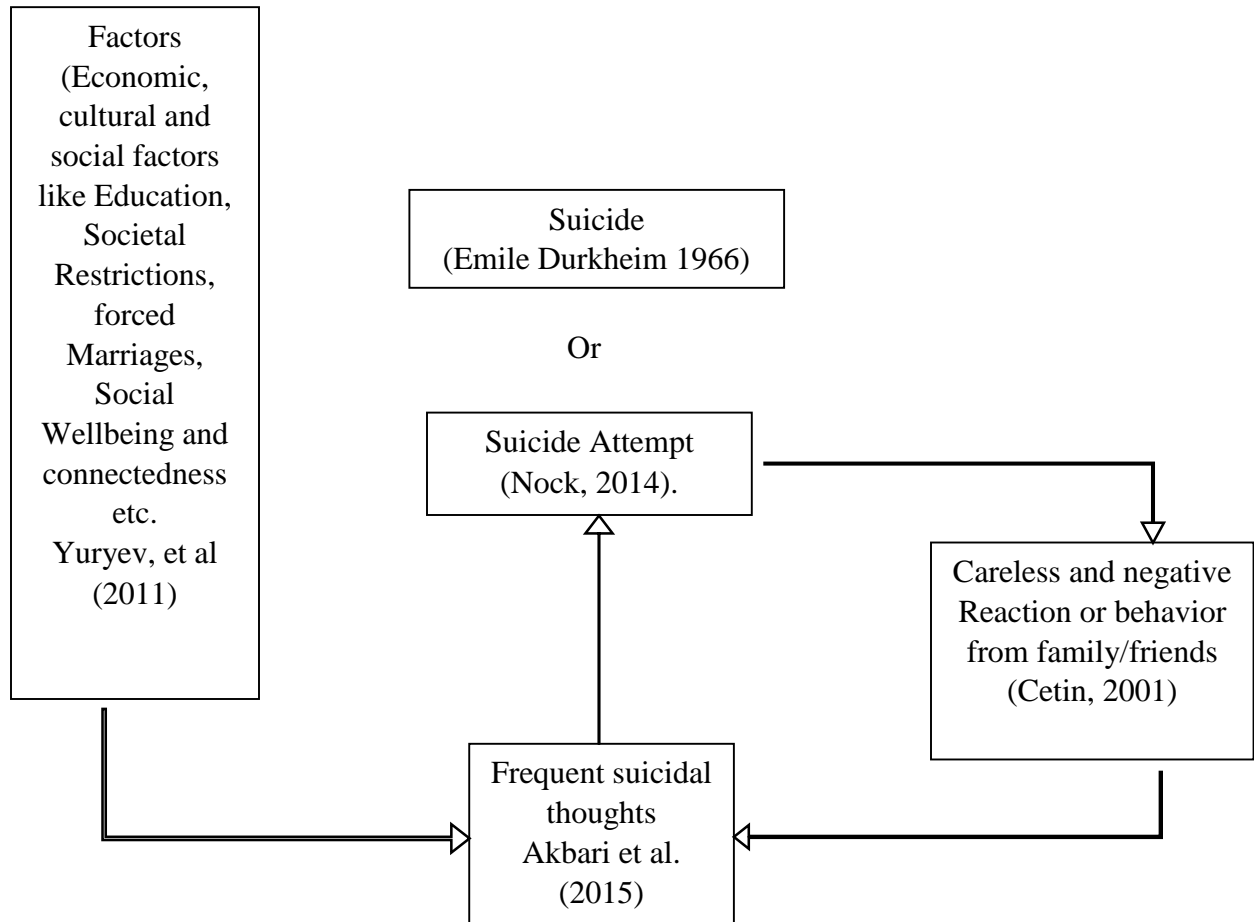 Factors
(Economic,
cultural and
social factors
like Education,
Societal
Restrictions,
forced
Marriages,
Social
Wellbeing and
connectedness
etc.
Yuryev, et al
(2011)
Suicide
(Emile Durkheim 1966)
Or
Suicide Attempt
(Nock, 2014).
Careless and negative
Reaction or behavior
from family/friends
(Cetin, 2001)
Frequent suicidal
thoughts
Akbari et al.
(2015)